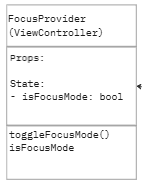 FocusProvider
(ViewController)
Props:
State:
- isFocusMode: bool
toggleFocusMode()
isFocusMode